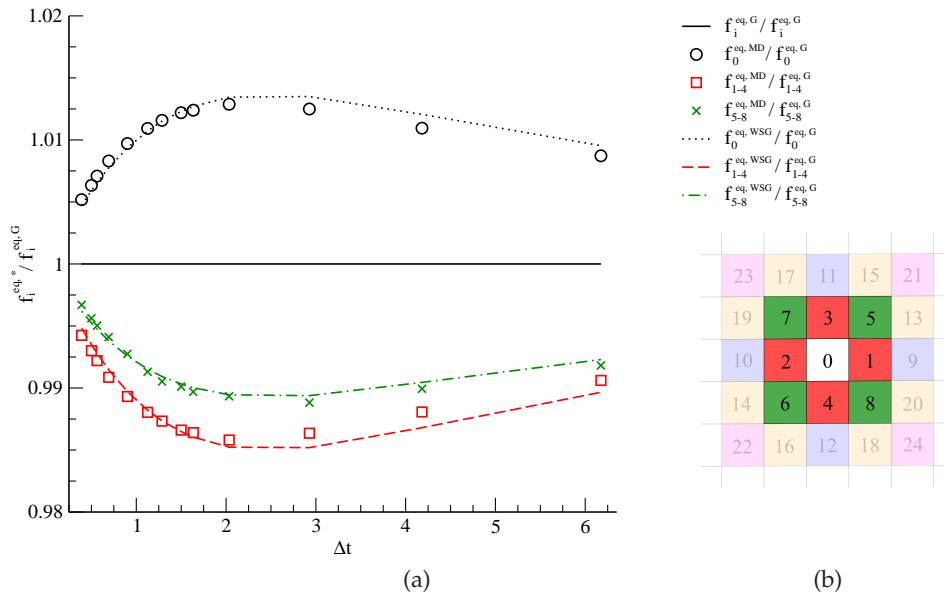 1.02
1.01
1
0.99
0.98
f_i^{eq, *} / f_i^{eq, G}
1 2 3 4 5 6
Δt
(a)
f_i^{eq, G} / f_i^{eq, G}
f_0^{eq, MD} / f_0^{eq, G}
f_{1-4}^{eq, MD} / f_{1-4}^{eq, G}
f_{5-8}^{eq, MD} / f_{5-8}^{eq, G}
f_0^{eq, WSG} / f_0^{eq, G}
f_{1-4}^{eq, WSG} / f_{1-4}^{eq, G}
f_{5-8}^{eq, WSG} / f_{5-8}^{eq, G}
23 17 11 15 21
19 7 3 5 13
10 2 0 1 9
14 6 4 8 20
22 16 12 18 24
(b)